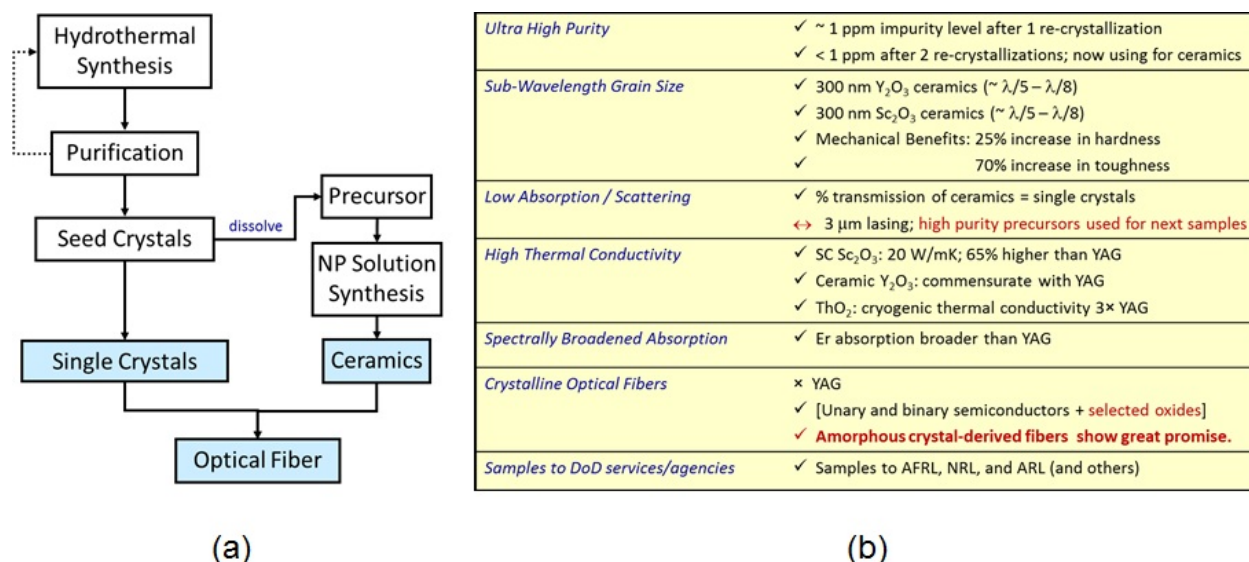 Hydrothermal
Synthesis
Purification
Seed Crystals
dissolve
Precursor
NP Solution
Synthesis
Single Crystals
Ceramics
Optical Fiber
(a)
Ultra High Purity
✓ ~ 1 ppm impurity level after 1 re-crystallization
✓ < 1 ppm after 2 re-crystallizations; now using for ceramics
Sub-Wavelength Grain Size
✓ 300 nm Y₂O₃ ceramics (~ λ/5 – λ/8)
✓ 300 nm Sc₂O₃ ceramics (~ λ/5 – λ/8)
✓ Mechanical Benefits: 25% increase in hardness
✓ 70% increase in toughness
Low Absorption / Scattering
✓ % transmission of ceramics = single crystals
↔ 3 μm lasing; high purity precursors used for next samples
High Thermal Conductivity
✓ SC Sc₂O₃: 20 W/mK; 65% higher than YAG
✓ Ceramic Y₂O₃: commensurate with YAG
✓ ThO₂: cryogenic thermal conductivity 3× YAG
Spectrally Broadened Absorption
✓ Er absorption broader than YAG
Crystalline Optical Fibers
× YAG
✓ [Unary and binary semiconductors + selected oxides]
✓ Amorphous crystal-derived fibers show great promise.
Samples to DoD services/agencies
✓ Samples to AFRL, NRL, and ARL (and others)
(b)